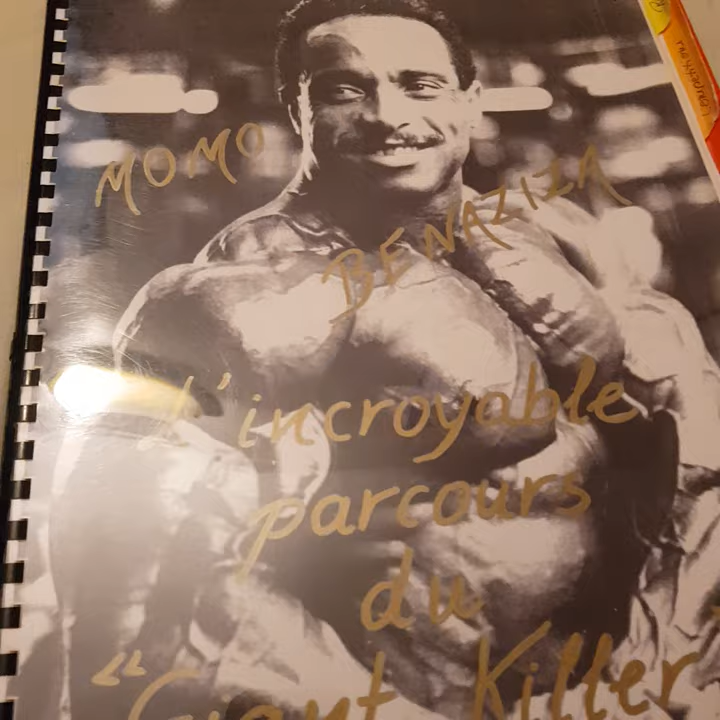 MOMO
BENAZIZA
L'incroyable
parcours
du
"Giant Killer"